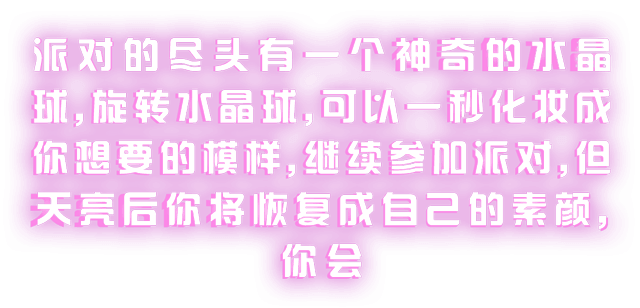 派对的尽头有一个神奇的水晶
球,旋转水晶球,可以一秒化妆成
你想要的模样,继续参加派对,但
天亮后你将恢复成自己的素颜,
你会